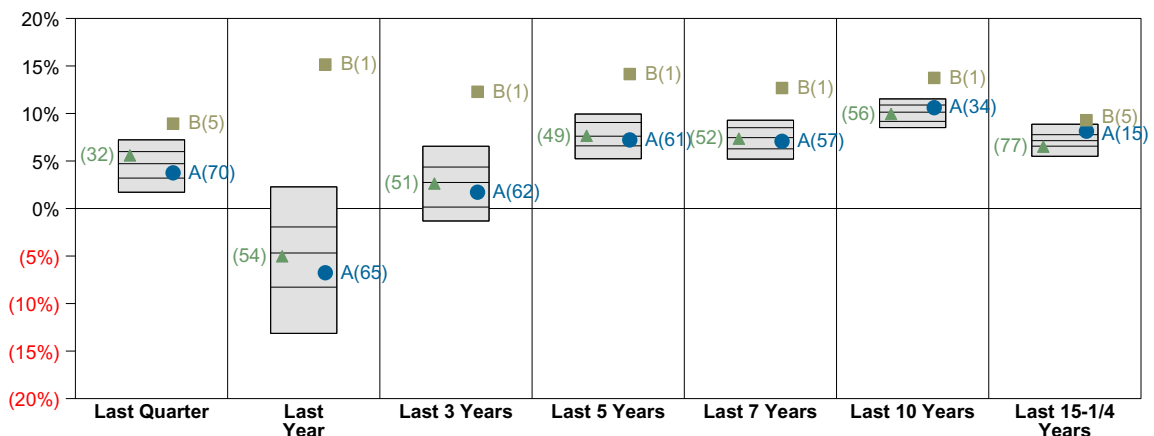 20%
15%
10%
5%
0%
(5%)
(10%)
(15%)
(20%)
B(5)
(32)
A(70)
B(1)
(54)
A(65)
B(1)
(51)
A(62)
B(1)
(49)
A(61)
B(1)
(52)
A(57)
B(1)
(56)
A(34)
B(5)
A(15)
(77)
Last Quarter
Last
Year
Last 3 Years
Last 5 Years
Last 7 Years
Last 10 Years
Last 15-1/4
Years